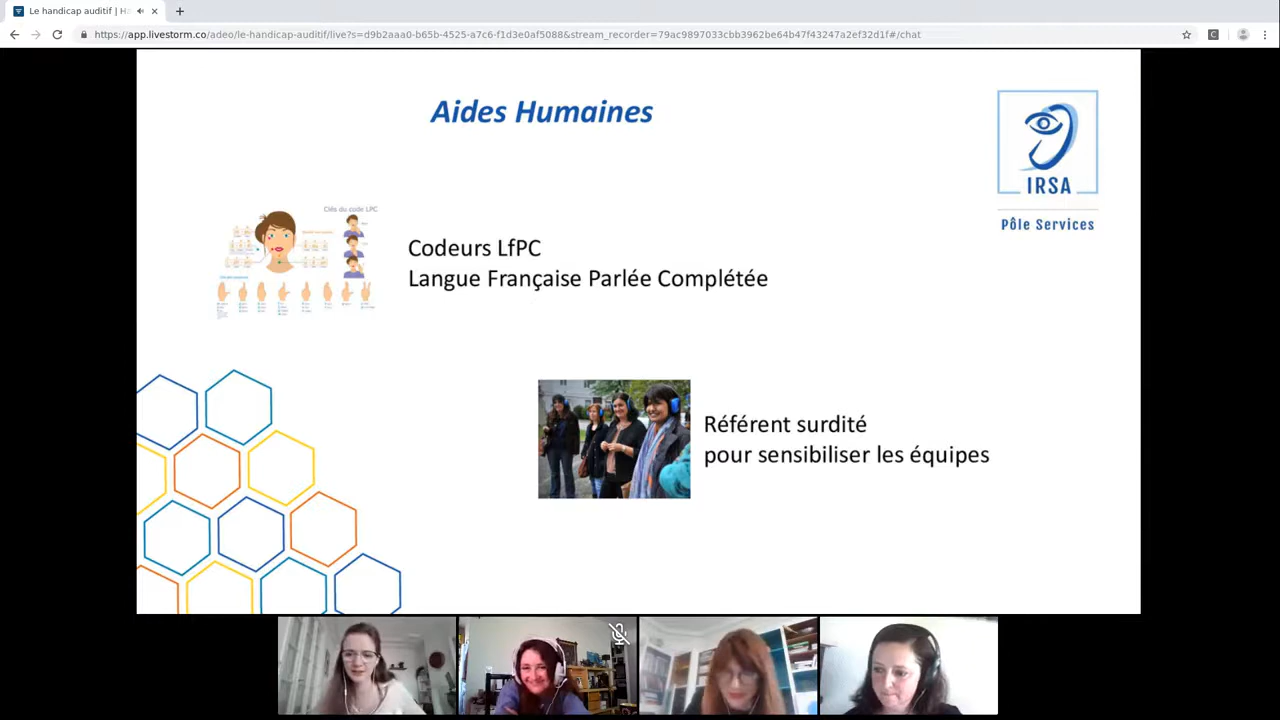 Le handicap auditif | H
https://app.livestorm.co/adeo/le-handicap-auditif/live?s=d9b2aaa0-b65b-4525-a7c6-f1d3e0af5088&stream_recorder=79ac9897033cbb3962be64b47f43247a2ef32d1f#/chat
Aides Humaines
IRSA
Pôle Services
Clés du code LPC
Codeurs LfPC
Langue Française Parlée Complétée
Référent surdité
pour sensibiliser les équipes